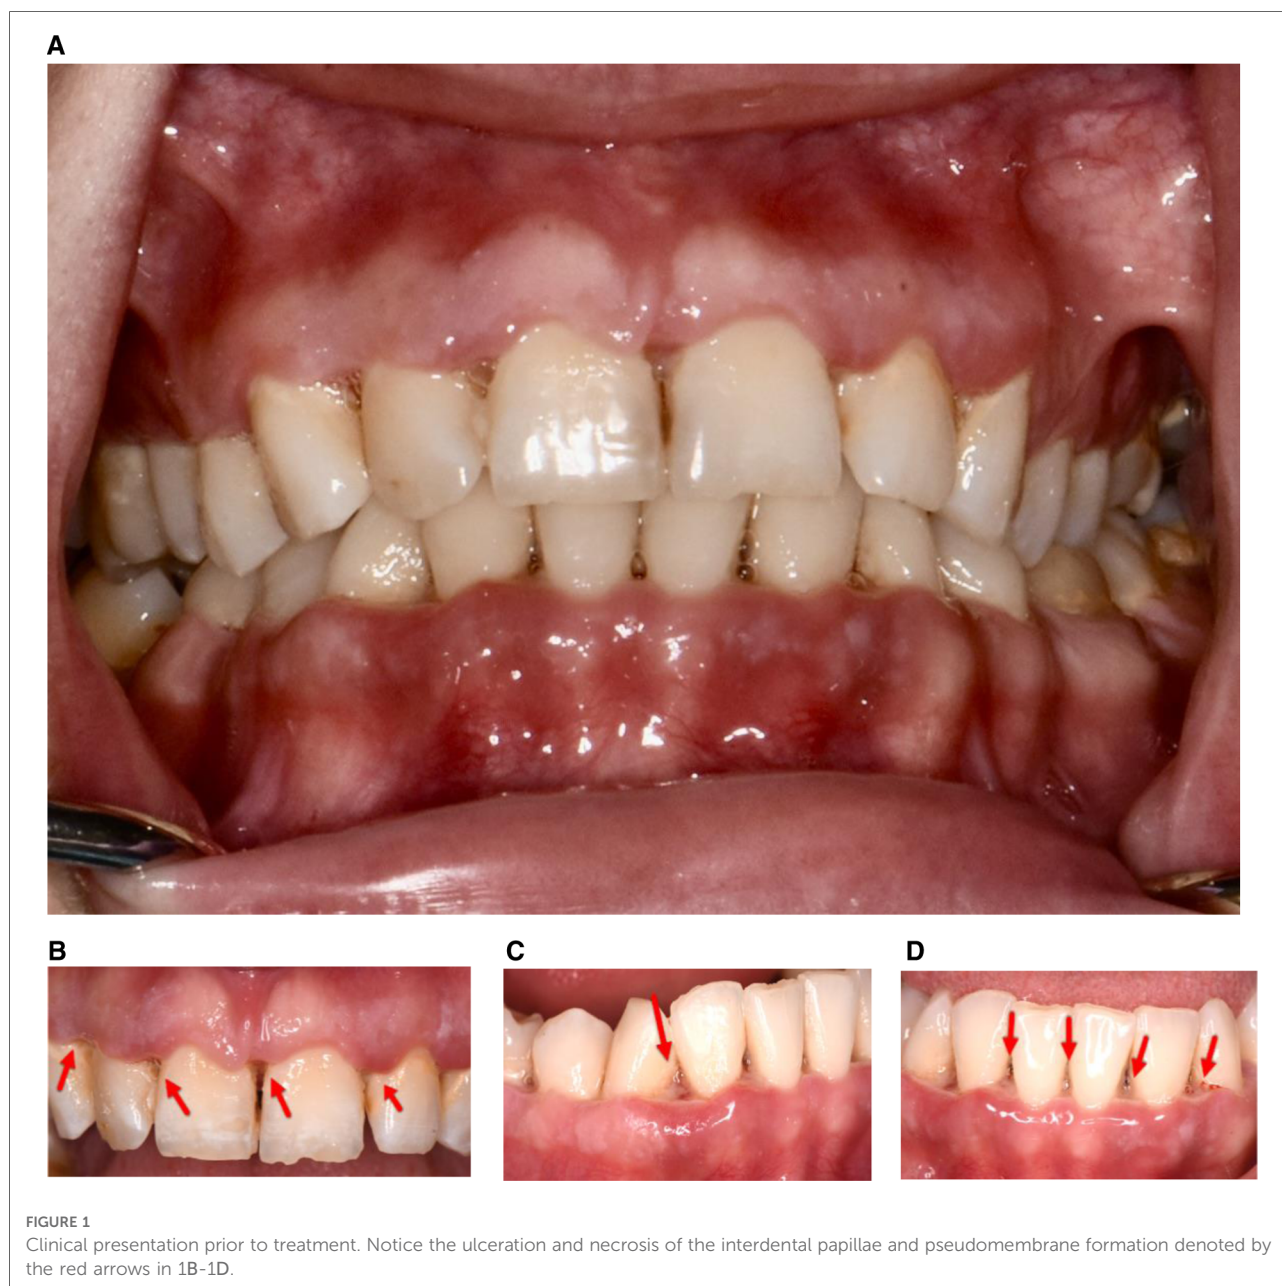 A
B
C
D
FIGURE 1
Clinical presentation prior to treatment. Notice the ulceration and necrosis of the interdental papillae and pseudomembrane formation denoted by
the red arrows in 1B-1D.